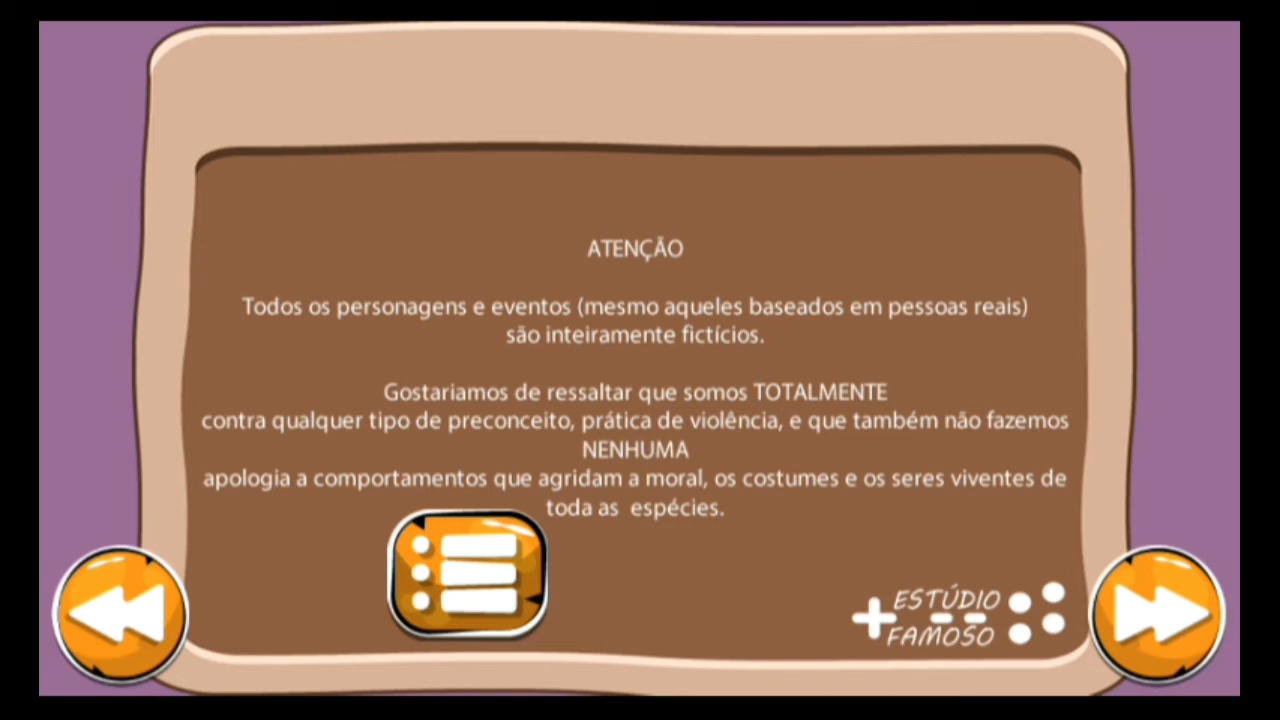 ATENÇÃO
Todos os personagens e eventos (mesmo aqueles baseados em pessoas reais)
são inteiramente fictícios.
Gostariamos de ressaltar que somos TOTALMENTE
contra qualquer tipo de preconceito, prática de violência, e que também não fazemos
NENHUMA
apologia a comportamentos que agridam a moral, os costumes e os seres viventes de
toda as  espécies.
ESTÚDIO
FAMOSO